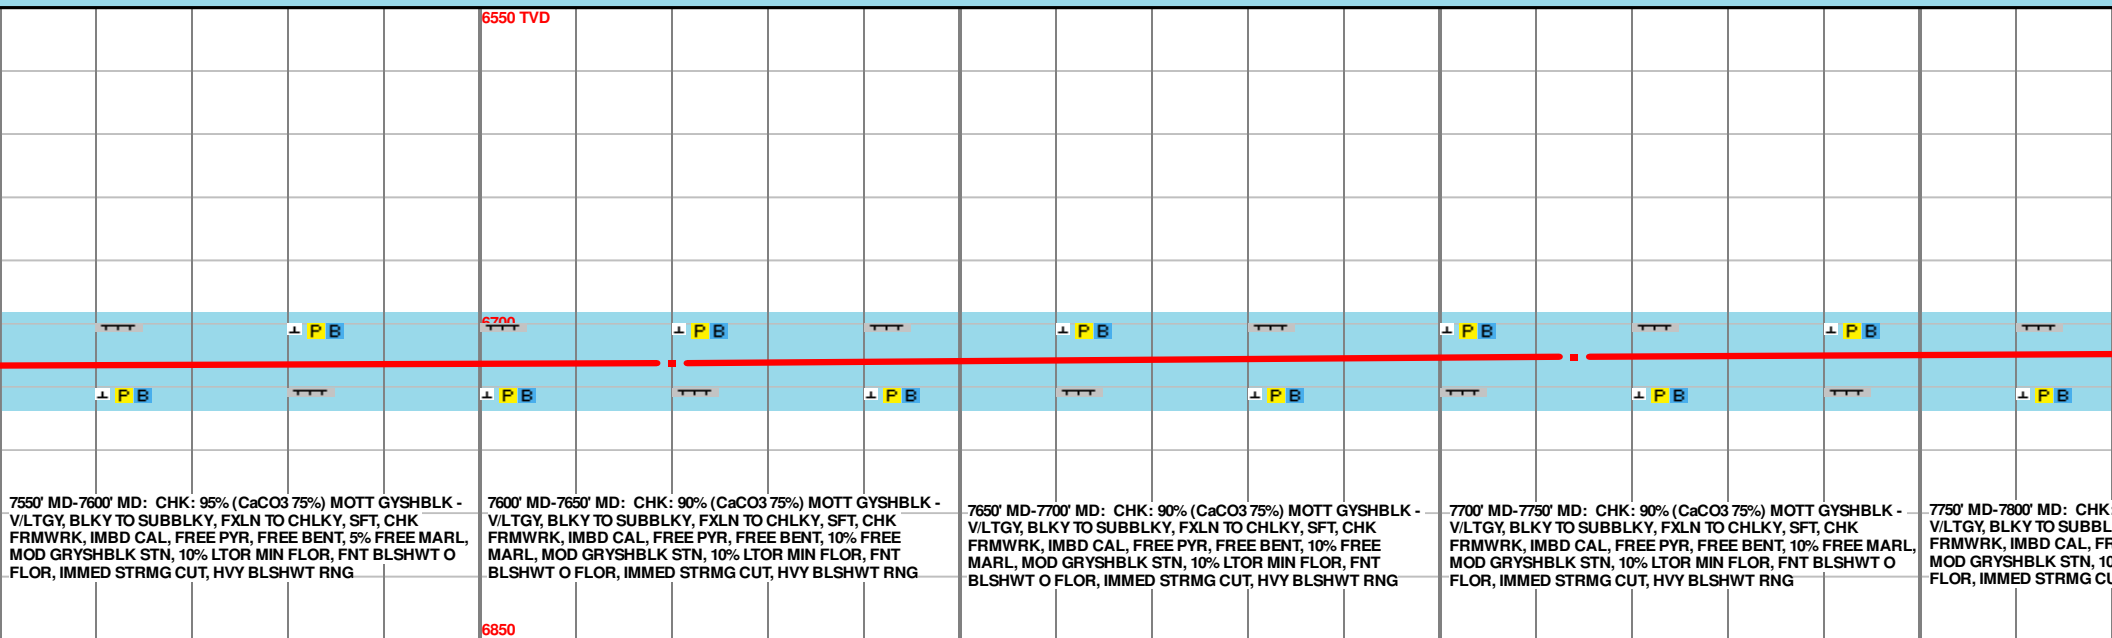 6550 TVD
6700
P B
P B
P B
P B
P B
P B
P B
P B
P B
P B
P B
7550' MD-7600' MD: CHK: 95% (CaCO3 75%) MOTT GYSHBLK -
V/LTGY, BLKY TO SUBBLKY, FXLN TO CHLKY, SFT, CHK
FRMWRK, IMBD CAL, FREE PYR, FREE BENT, 5% FREE MARL,
MOD GRYSHBLK STN, 10% LTOR MIN FLOR, FNT BLSHWT O
FLOR, IMMED STRMG CUT, HVY BLSHWT RNG
7600' MD-7650' MD: CHK: 90% (CaCO3 75%) MOTT GYSHBLK -
V/LTGY, BLKY TO SUBBLKY, FXLN TO CHLKY, SFT, CHK
FRMWRK, IMBD CAL, FREE PYR, FREE BENT, 10% FREE
MARL, MOD GRYSHBLK STN, 10% LTOR MIN FLOR, FNT
BLSHWT O FLOR, IMMED STRMG CUT, HVY BLSHWT RNG
7650' MD-7700' MD: CHK: 90% (CaCO3 75%) MOTT GYSHBLK -
V/LTGY, BLKY TO SUBBLKY, FXLN TO CHLKY, SFT, CHK
FRMWRK, IMBD CAL, FREE PYR, FREE BENT, 10% FREE
MARL, MOD GRYSHBLK STN, 10% LTOR MIN FLOR, FNT
BLSHWT O FLOR, IMMED STRMG CUT, HVY BLSHWT RNG
7700' MD-7750' MD: CHK: 90% (CaCO3 75%) MOTT GYSHBLK -
V/LTGY, BLKY TO SUBBLKY, FXLN TO CHLKY, SFT, CHK
FRMWRK, IMBD CAL, FREE PYR, FREE BENT, 10% FREE MARL,
MOD GRYSHBLK STN, 10% LTOR MIN FLOR, FNT BLSHWT O
FLOR, IMMED STRMG CUT, HVY BLSHWT RNG
7750' MD-7800' MD: CHK
V/LTGY, BLKY TO SUBBL
FRMWRK, IMBD CAL, FR
MOD GRYSHBLK STN, 10
FLOR, IMMED STRMG CU
6850